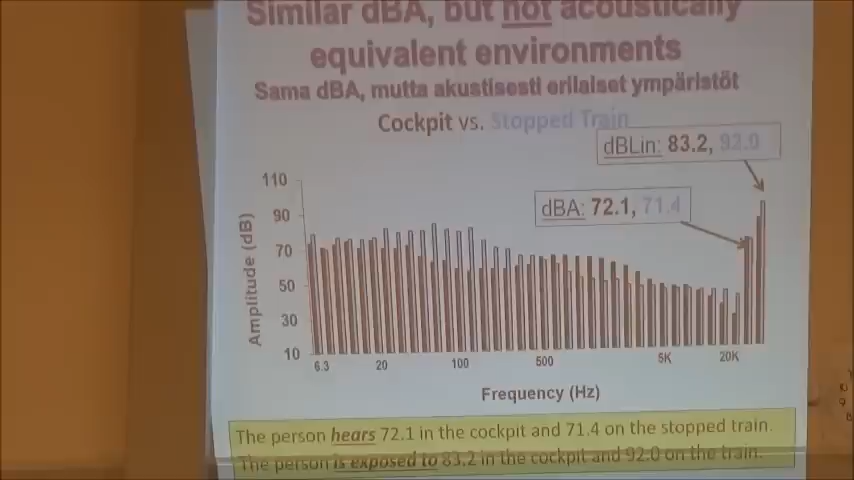 Similar dBA, but not acoustically
equivalent environments
Sama dBA, mutta akustisesti erilaiset ympäristöt
Cockpit vs. Stopped Train
dBLin: 83.2, 92.0
dBA: 72.1, 71.4
110
90
70
50
30
10
Amplitude (dB)
6.3 20 100 500 5K 20K
Frequency (Hz)
The person hears 72.1 in the cockpit and 71.4 on the stopped train.
The person is exposed to 83.2 in the cockpit and 92.0 on the train.